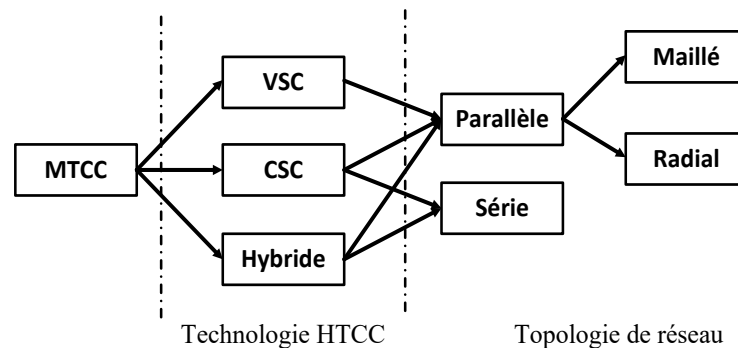 MTCC
VSC
CSC
Hybride
Parallèle
Série
Maillé
Radial
Technologie HTCC
Topologie de réseau